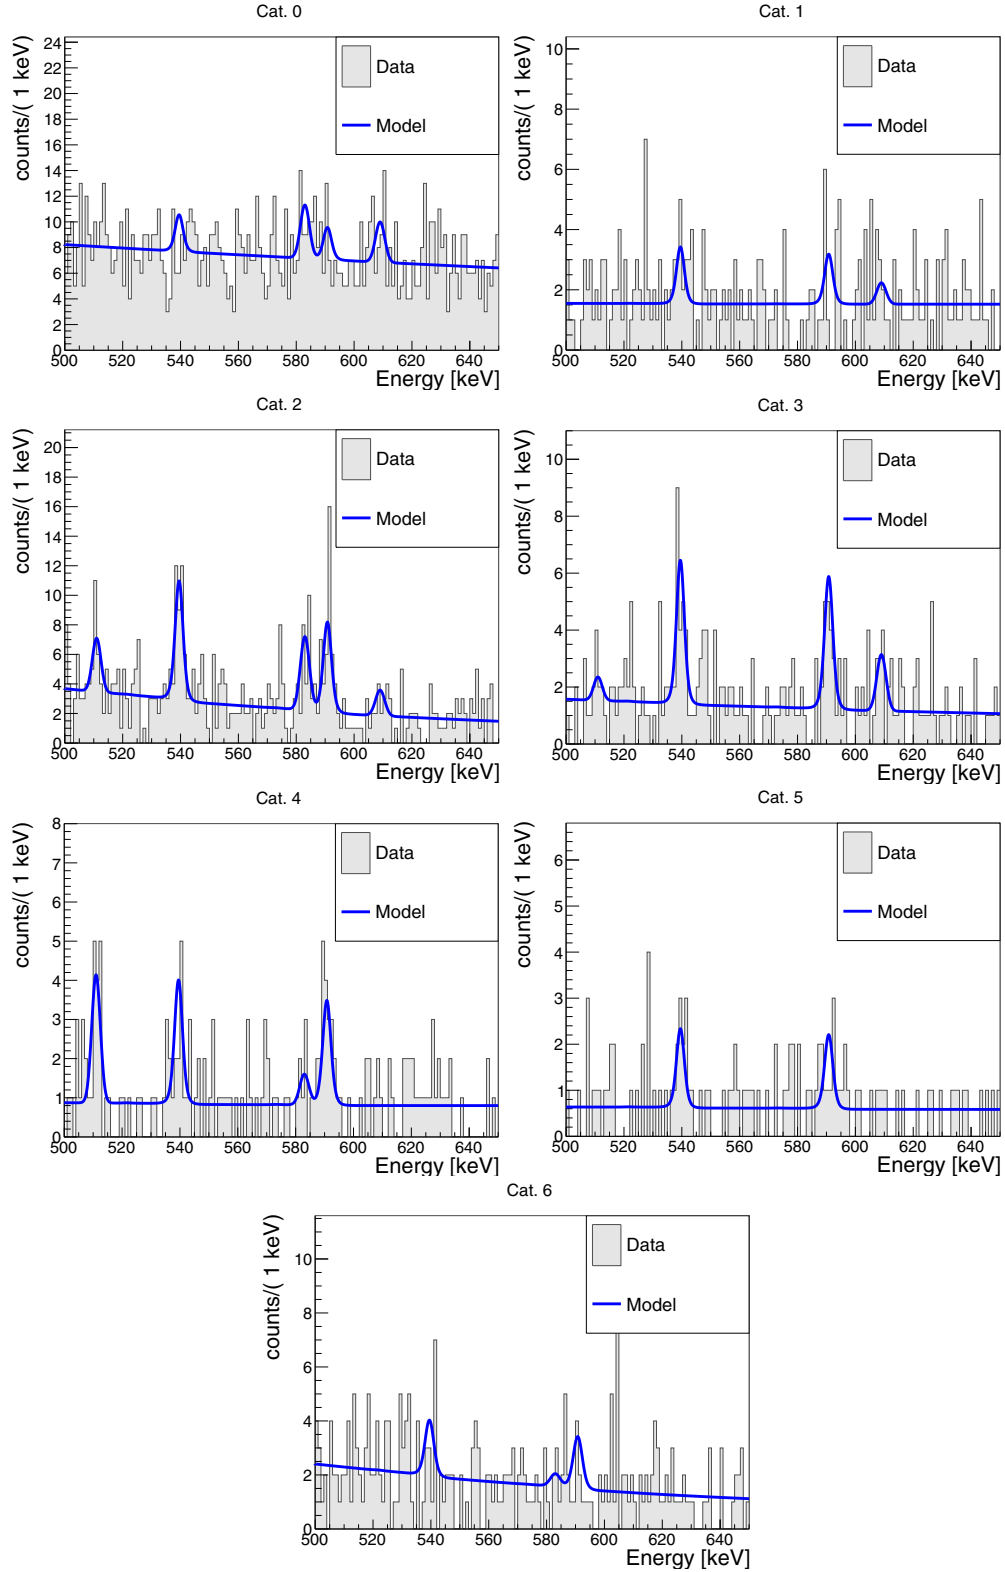 Cat. 0
counts/( 1 keV)
24
22
20
18
16
14
12
10
8
6
4
2
0
Data
Model
500 520 540 560 580 600 620 640
Energy [keV]
Cat. 1
counts/( 1 keV)
10
8
6
4
2
0
Data
Model
500 520 540 560 580 600 620 640
Energy [keV]
Cat. 2
counts/( 1 keV)
20
18
16
14
12
10
8
6
4
2
0
Data
Model
500 520 540 560 580 600 620 640
Energy [keV]
Cat. 3
counts/( 1 keV)
10
8
6
4
2
0
Data
Model
500 520 540 560 580 600 620 640
Energy [keV]
Cat. 4
counts/( 1 keV)
8
7
6
5
4
3
2
1
0
Data
Model
500 520 540 560 580 600 620 640
Energy [keV]
Cat. 5
counts/( 1 keV)
6
5
4
3
2
1
0
Data
Model
500 520 540 560 580 600 620 640
Energy [keV]
Cat. 6
counts/( 1 keV)
10
8
6
4
2
0
Data
Model
500 520 540 560 580 600 620 640
Energy [keV]